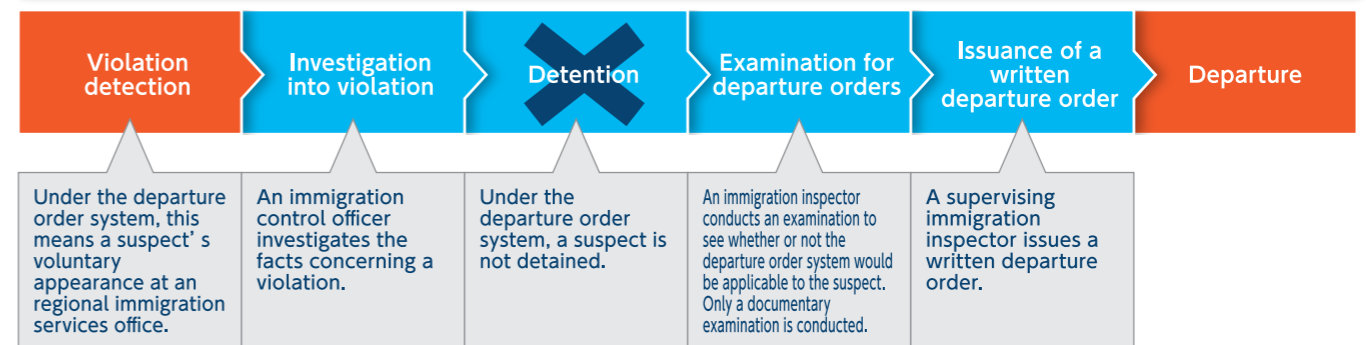 Violation
detection
Investigation
into violation
Detention
Examination for
departure orders
Issuance of a
written
departure order
Departure
Under the departure
order system, this
means a suspect’ s
voluntary
appearance at an
regional immigration
services office.
An immigration
control officer
investigates the
facts concerning a
violation.
Under the
departure order
system, a suspect is
not detained.
An immigration inspector
conducts an examination to
see whether or not the
departure order system would
be applicable to the suspect.
Only a documentary
examination is conducted.
A supervising
immigration
inspector issues a
written departure
order.